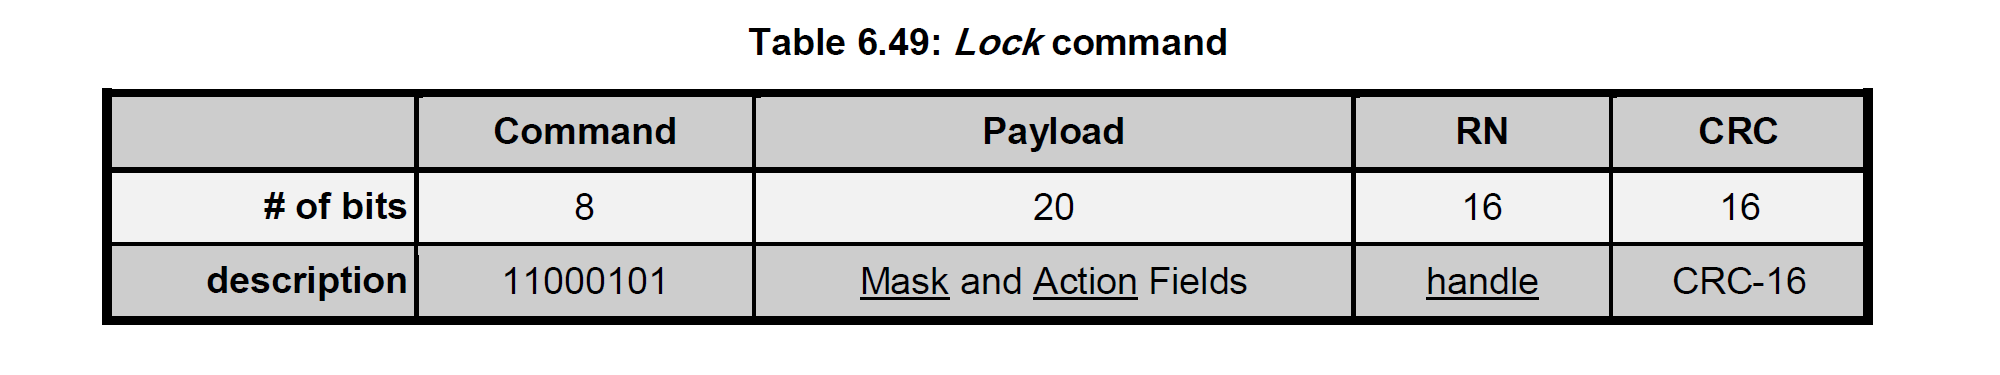 Table 6.49: Lock command
Command Payload RN CRC
# of bits 8 20 16 16
description 11000101 Mask and Action Fields handle CRC-16